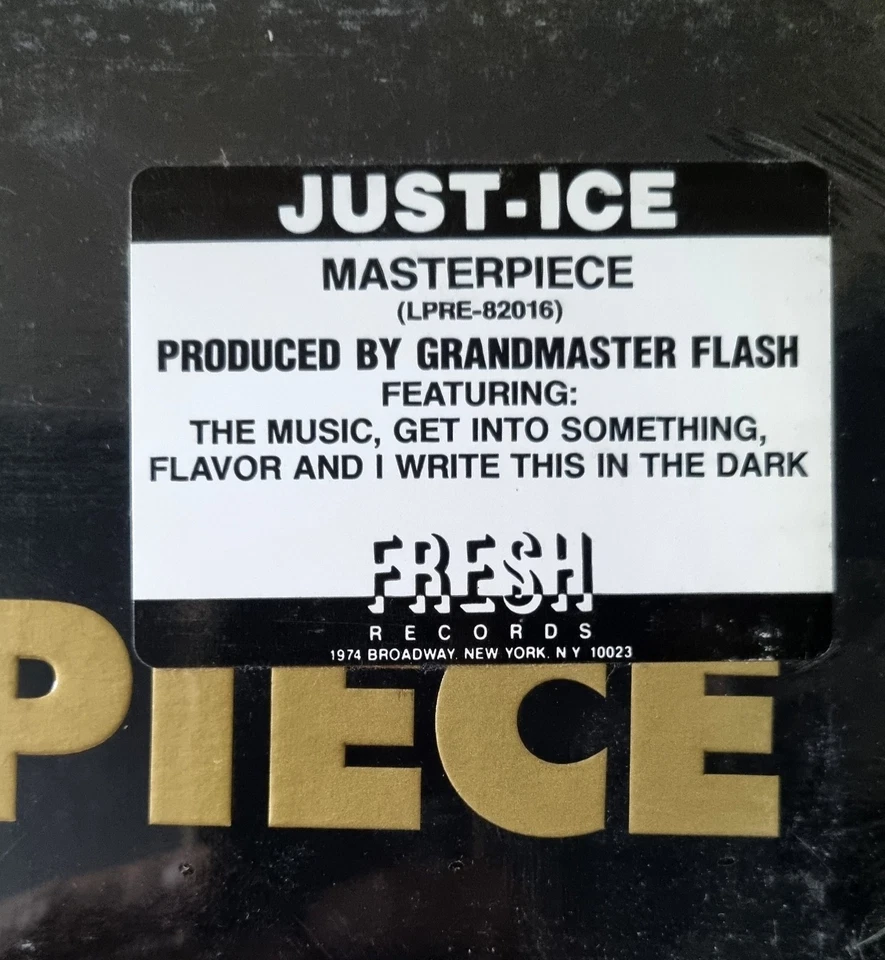 JUST-ICE
MASTERPIECE
(LPRE-82016)
PRODUCED BY GRANDMASTER FLASH
FEATURING:
THE MUSIC, GET INTO SOMETHING,
FLAVOR AND I WRITE THIS IN THE DARK
FRESH
RECORDS
1974 BROADWAY. NEW YORK. N Y 10023
PIECE